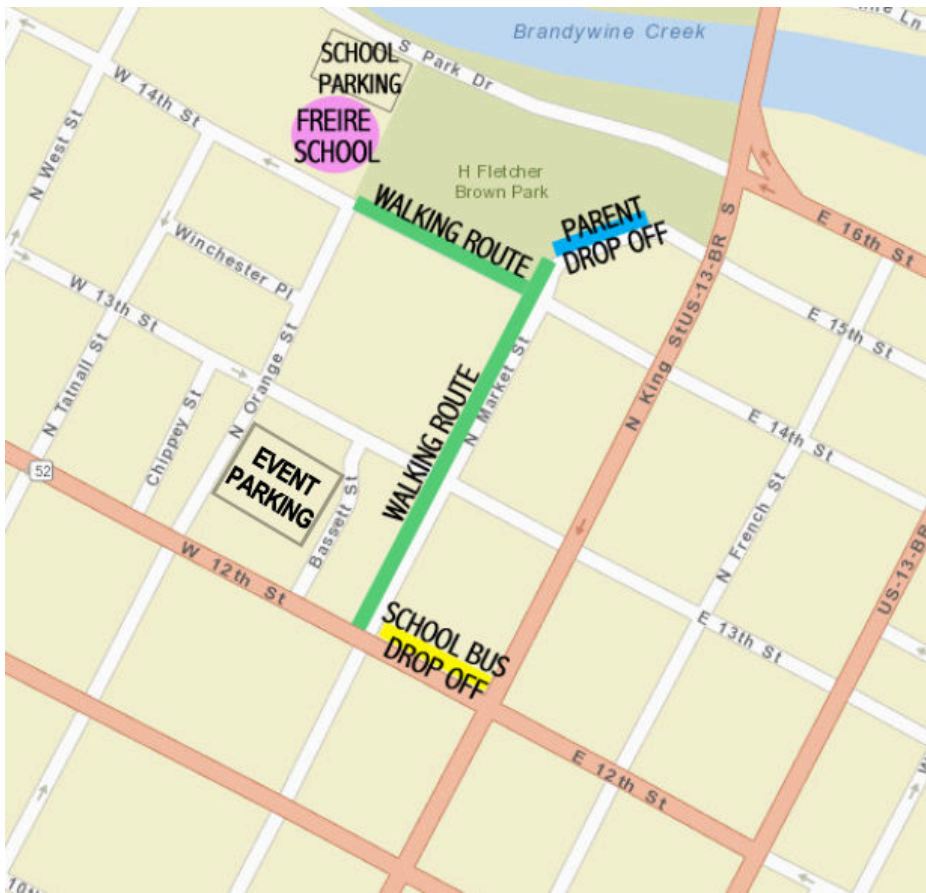 Brandywine Creek
ne Ln
S Park Dr
SCHOOL
PARKING
FREIRE
SCHOOL
W 14th St
N West St
H Fletcher
Brown Park
WALKING ROUTE
PARENT
DROP OFF
E 16th St
N King St
US-13-BR S
Winchester Pl
W 13th St
E 15th St
N Orange St
N Tatnall St
Chippey St
N Market St
WALKING ROUTE
E 14th St
52
EVENT
PARKING
Bassett St
N French St
US-13-BR
W 12th St
SCHOOL BUS
DROP OFF
E 13th St
E 12th St
W
10